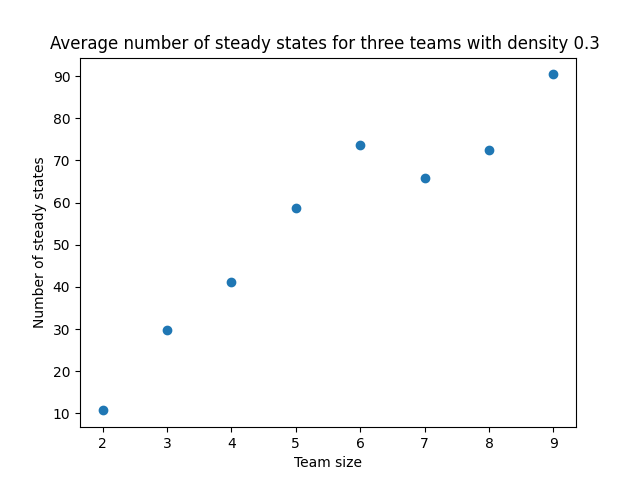 Average number of steady states for three teams with density 0.3
90
80
70
60
50
40
30
20
10
Number of steady states
2 3 4 5 6 7 8 9
Team size